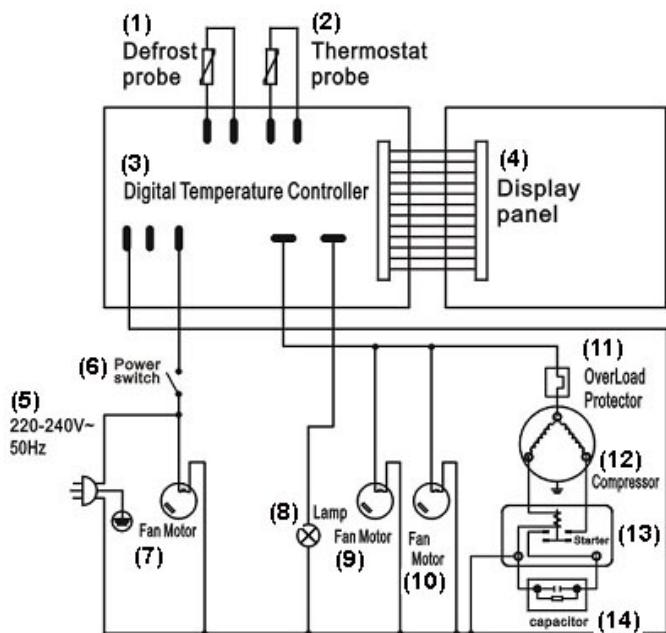 (1)
Defrost
probe
(2)
Thermostat
probe
(3)
Digital Temperature Controller
(4)
Display
panel
(5)
220-240V~
50Hz
(6)
Power
switch
Fan Motor
(7)
(8)
Lamp
Fan Motor
(9)
Fan
Motor
(10)
(11)
OverLoad
Protector
(12)
Compressor
(13)
Starter
capacitor
(14)